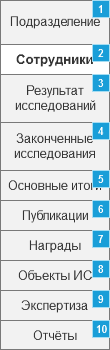 1
Подразделение
2
Сотрудники
3
Результат
исследований
4
Законченные
исследования
5
Основные итоги
6
Публикации
7
Награды
8
Объекты ИС
9
Экспертиза
10
Отчёты